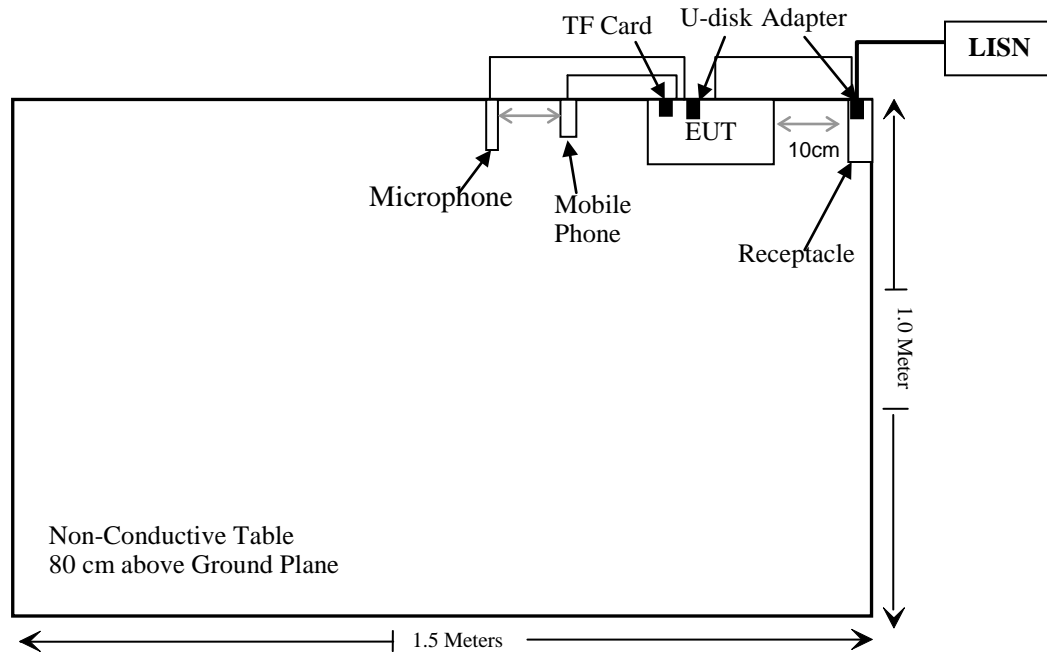 TF Card
U-disk Adapter
LISN
EUT
10cm
Microphone
Mobile
Phone
Receptacle
1.0 Meter
Non-Conductive Table
80 cm above Ground Plane
1.5 Meters